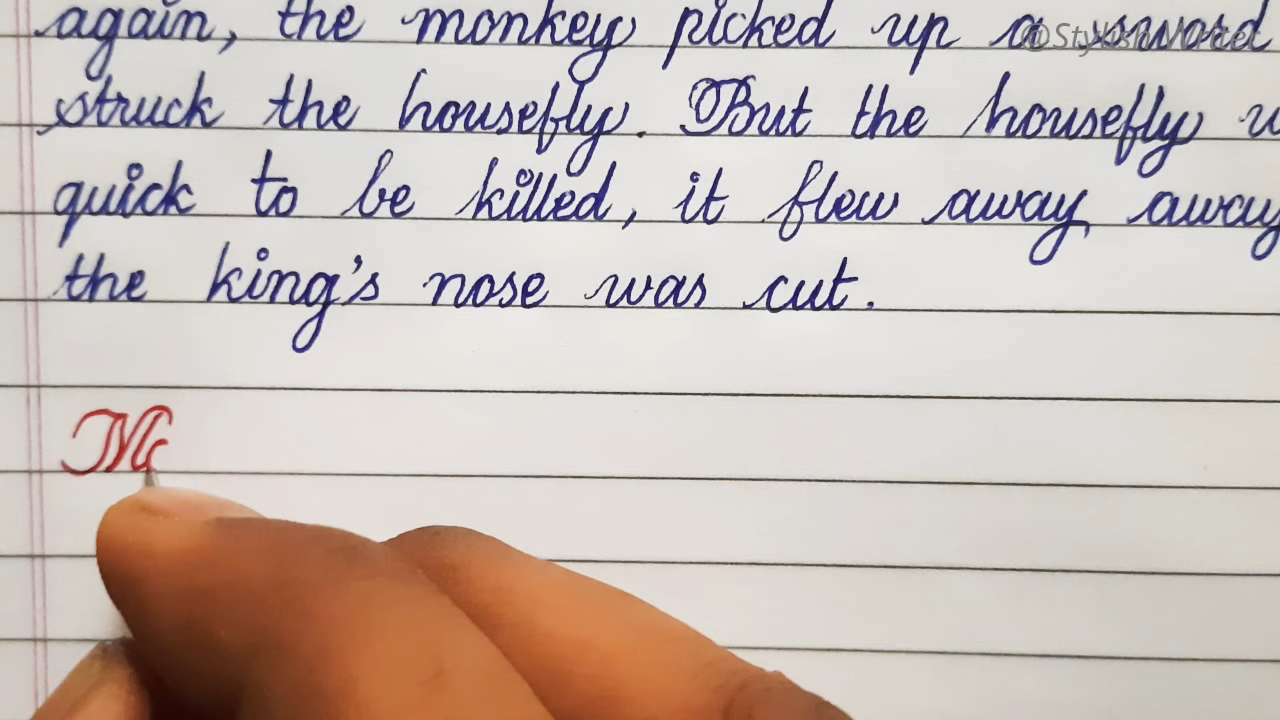 again, the monkey picked up a sword
struck the housefly. But the housefly
quick to be killed, it flew away away
the king's nose was cut.